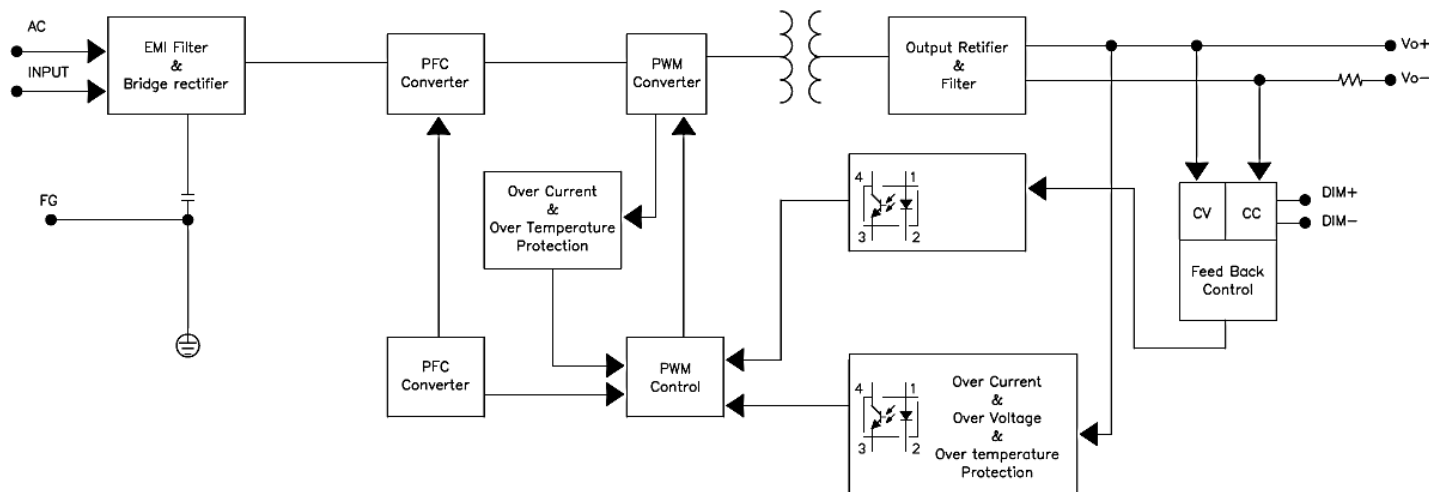 AC
INPUT
EMI Filter
&
Bridge rectifier
PFC
Converter
PWM
Converter
Output Retifier
&
Filter
Vo+
Vo-
FG
Over Current
&
Over Temperature
Protection
4 1
3 2
CV CC
DIM+
DIM-
Feed Back
Control
PFC
Converter
PWM
Control
4 1
3 2
Over Current
&
Over Voltage
&
Over temperature
Protection